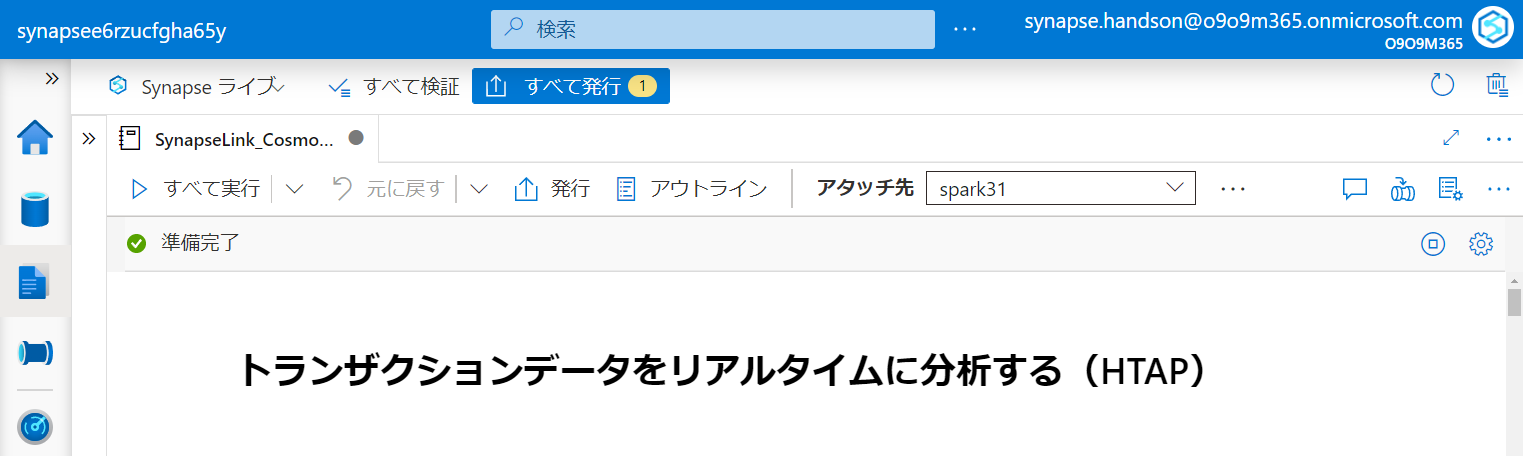 synapsee6rzucfgha65y
検索
synapse.handson@o9o9m365.onmicrosoft.com
O9O9M365
Synapse ライブ すべて検証 すべて発行 1
SynapseLink_Cosmo...
すべて実行 元に戻す 発行 アウトライン アタッチ先 spark31
準備完了
トランザクションデータをリアルタイムに分析する（HTAP）